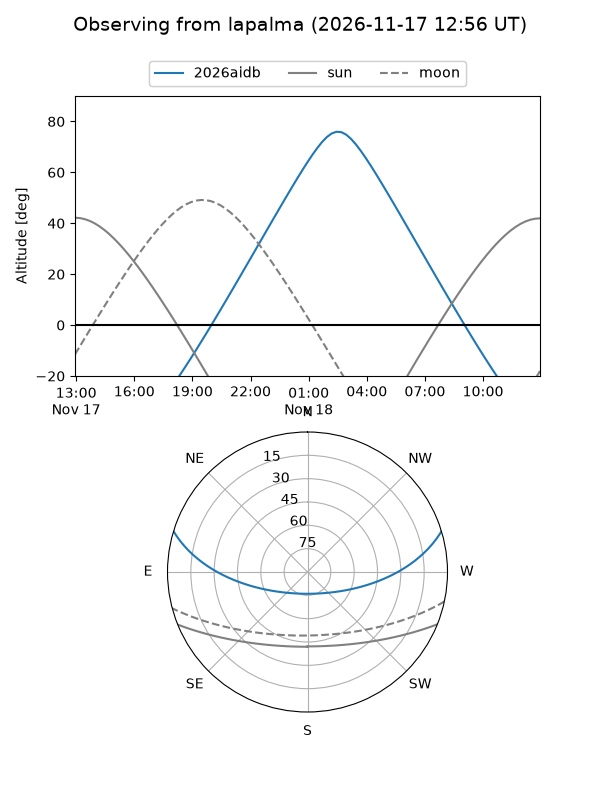 Observing from lapalma (2026-11-17 12:56 UT)
2026aidb sun moon
Altitude [deg]
80
60
40
20
0
−20
13:00 16:00 19:00 22:00 01:00 04:00 07:00 10:00
Nov 17 Nov 18
N
NE NW
15
30
45
60
75
E W
SE SW
S